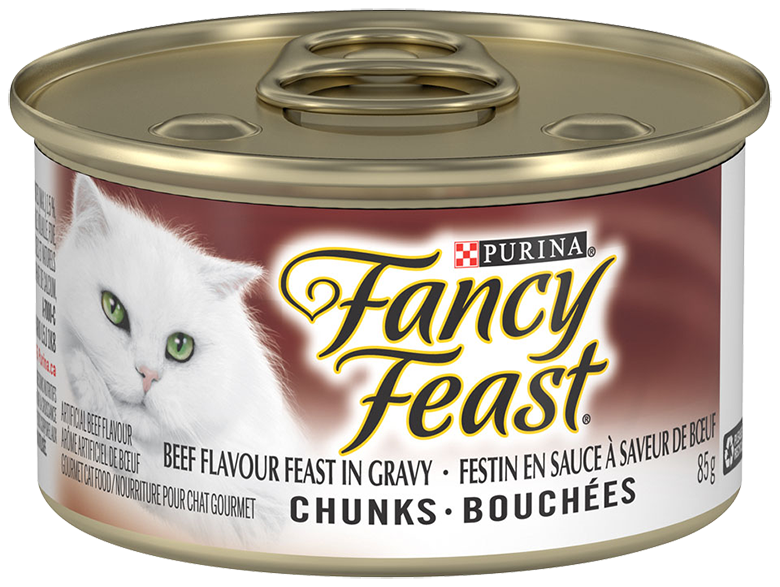 PURINA®
Fancy
Feast®
BEEF FLAVOUR FEAST IN GRAVY • FESTIN EN SAUCE À SAVEUR DE BŒUF
CHUNKS • BOUCHÉES
85 g
ARTIFICIAL BEEF FLAVOUR
ARÔME ARTIFICIEL DE BŒUF
GOURMET CAT FOOD / NOURRITURE POUR CHAT GOURMET